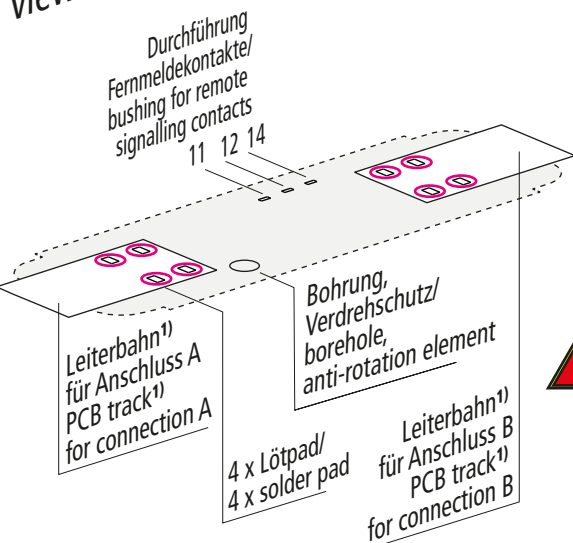 Durchführung
Fernmeldekontakte/
bushing for remote
signalling contacts
11 12 14
Bohrung,
Verdrehschutz/
borehole,
anti-rotation element
Leiterbahn¹⁾
für Anschluss A
PCB track¹⁾
for connection A
4 x Lötpad/
4 x solder pad
Leiterbahn¹⁾
für Anschluss B
PCB track¹⁾
for connection B